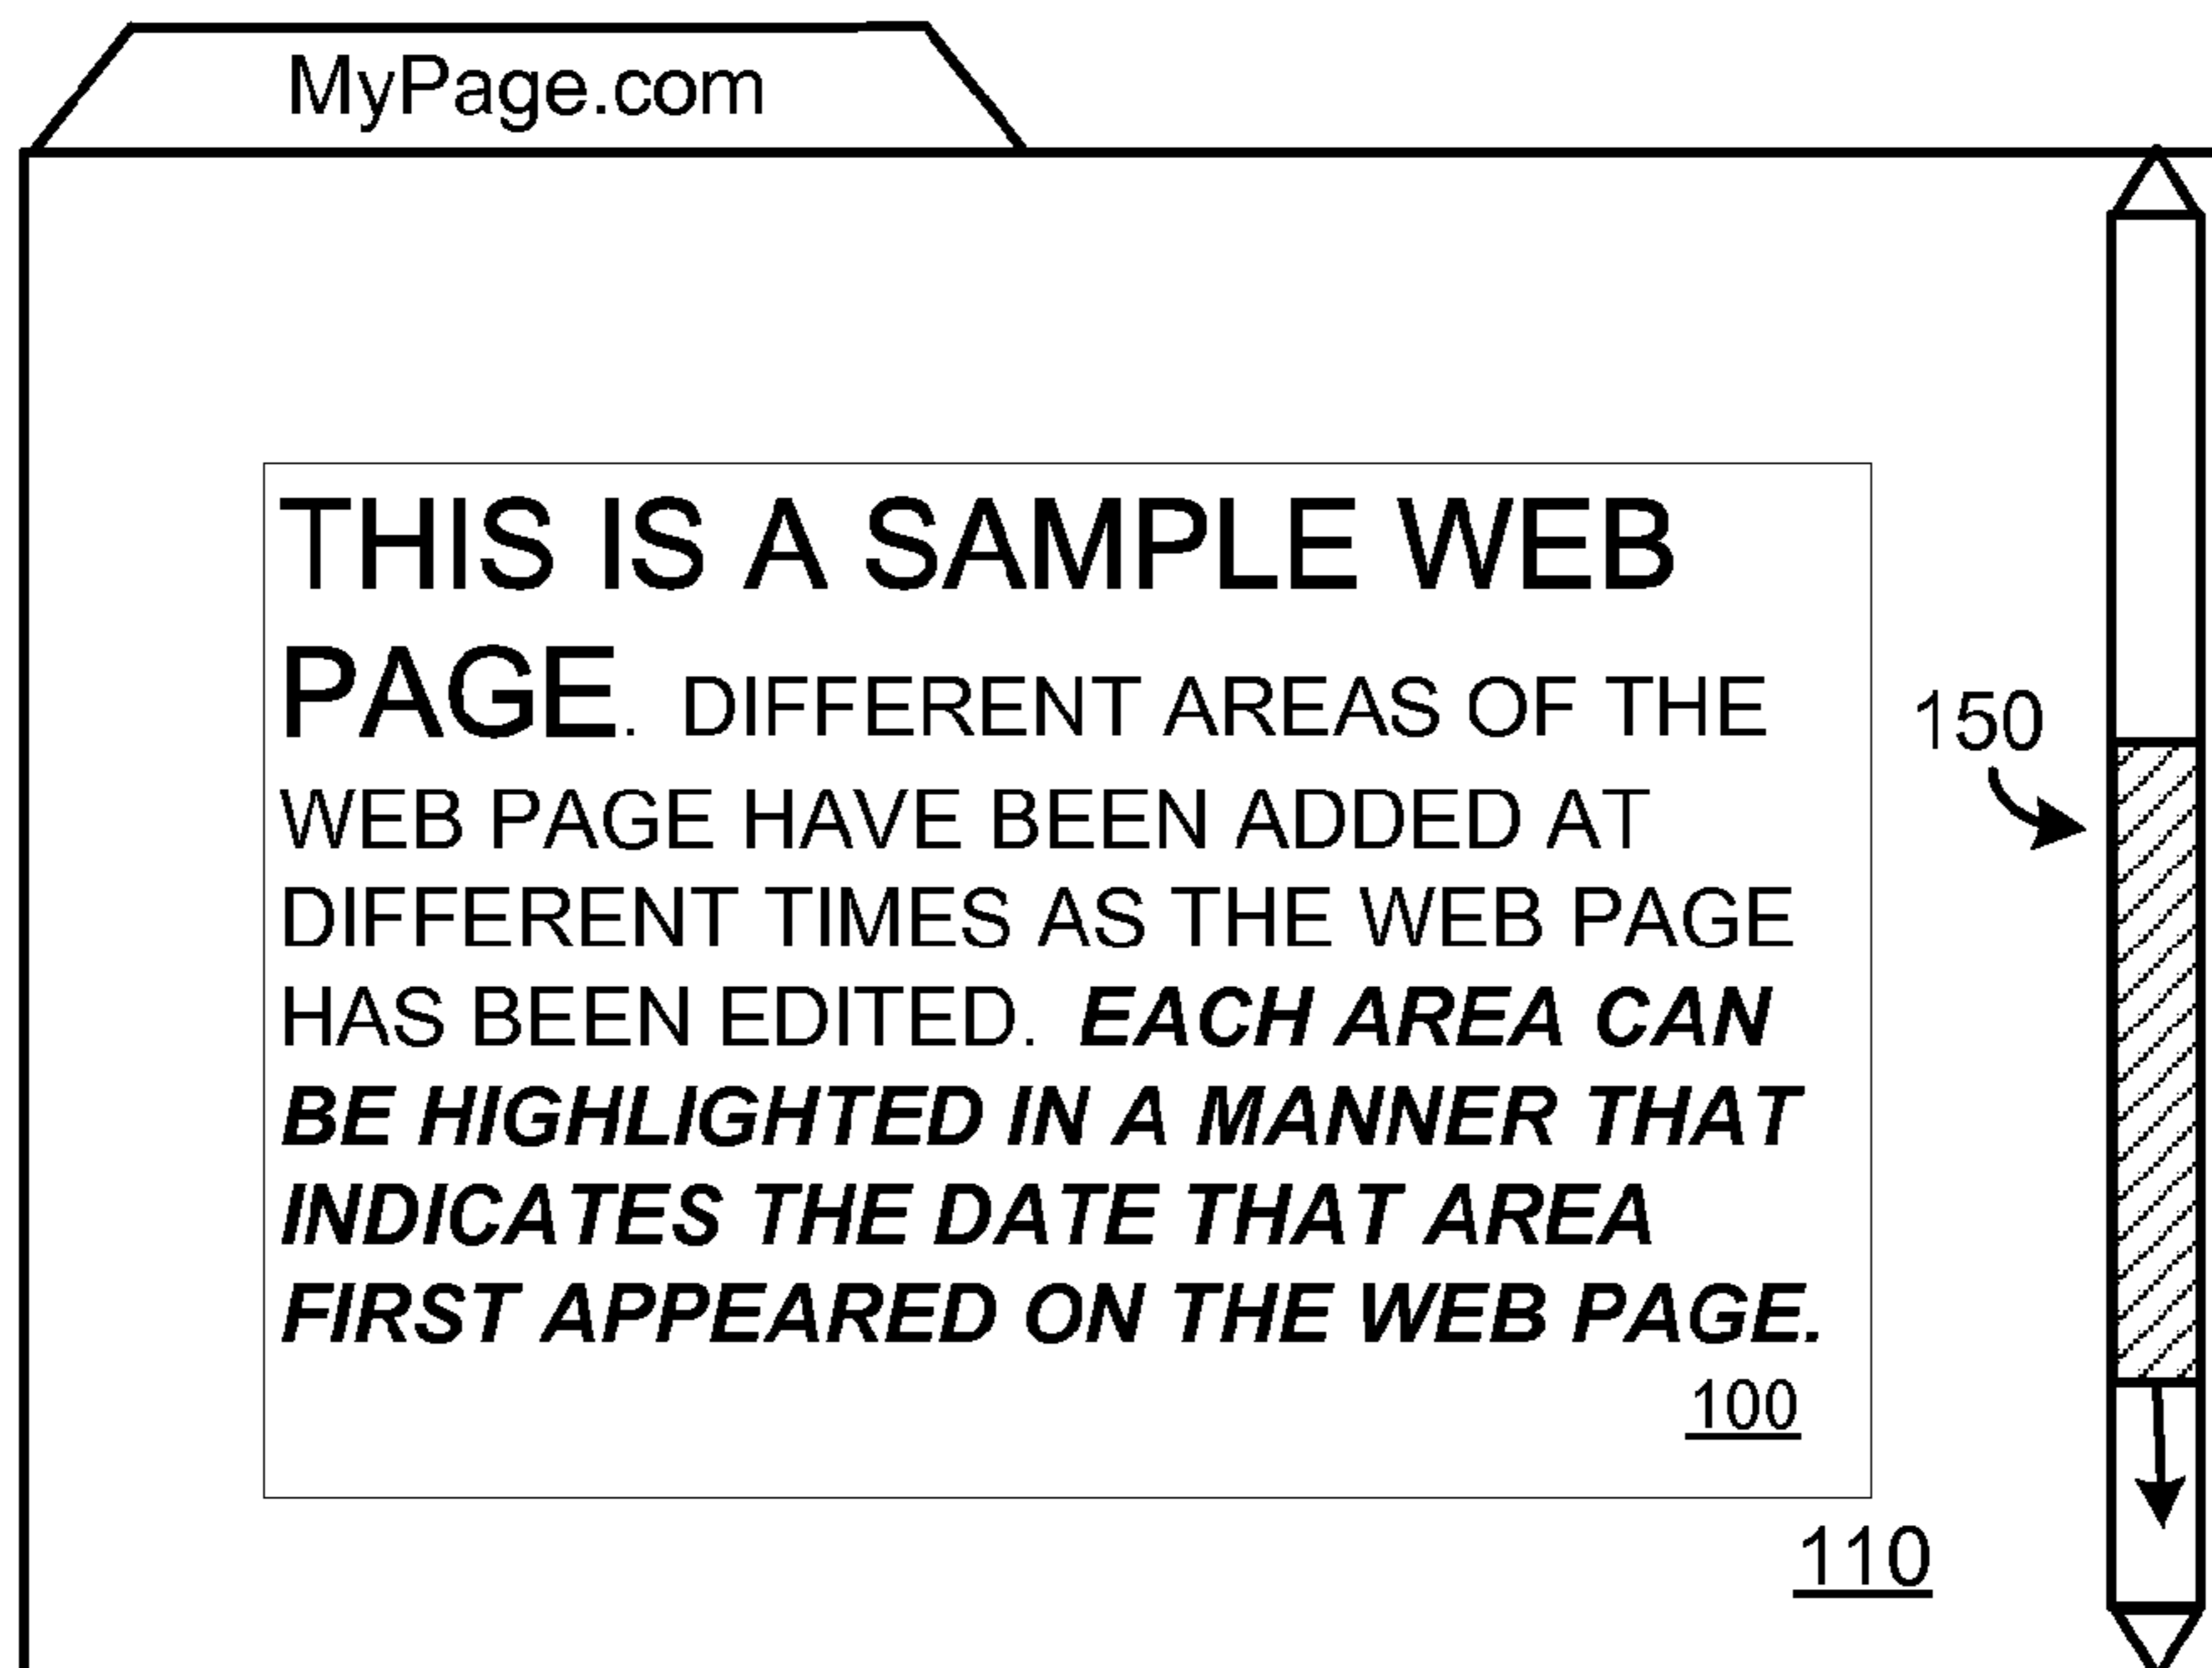 MyPage.com
THIS IS A SAMPLE WEB
PAGE. DIFFERENT AREAS OF THE
WEB PAGE HAVE BEEN ADDED AT
DIFFERENT TIMES AS THE WEB PAGE
HAS BEEN EDITED. EACH AREA CAN
BE HIGHLIGHTED IN A MANNER THAT
INDICATES THE DATE THAT AREA
FIRST APPEARED ON THE WEB PAGE.
100
150
110